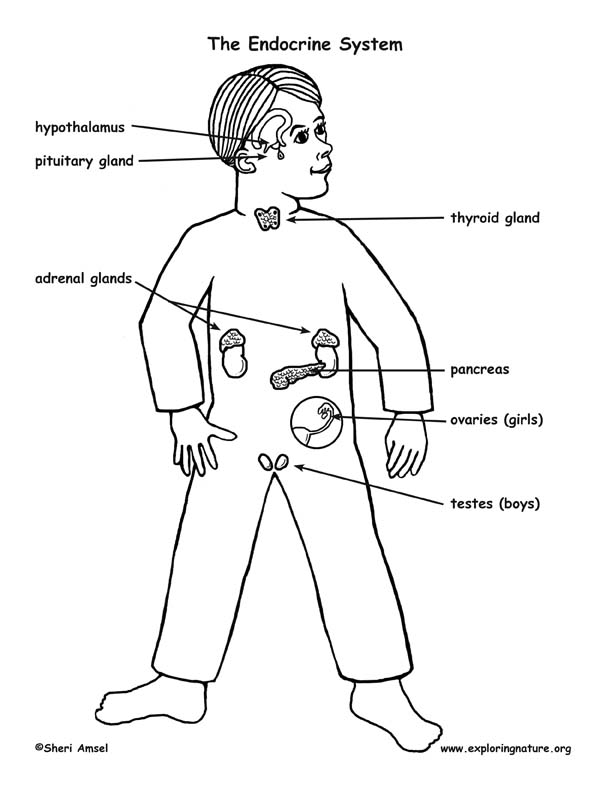 The Endocrine System
hypothalamus
pituitary gland
thyroid gland
adrenal glands
pancreas
ovaries (girls)
testes (boys)
©Sheri Amsel
www.exploringnature.org